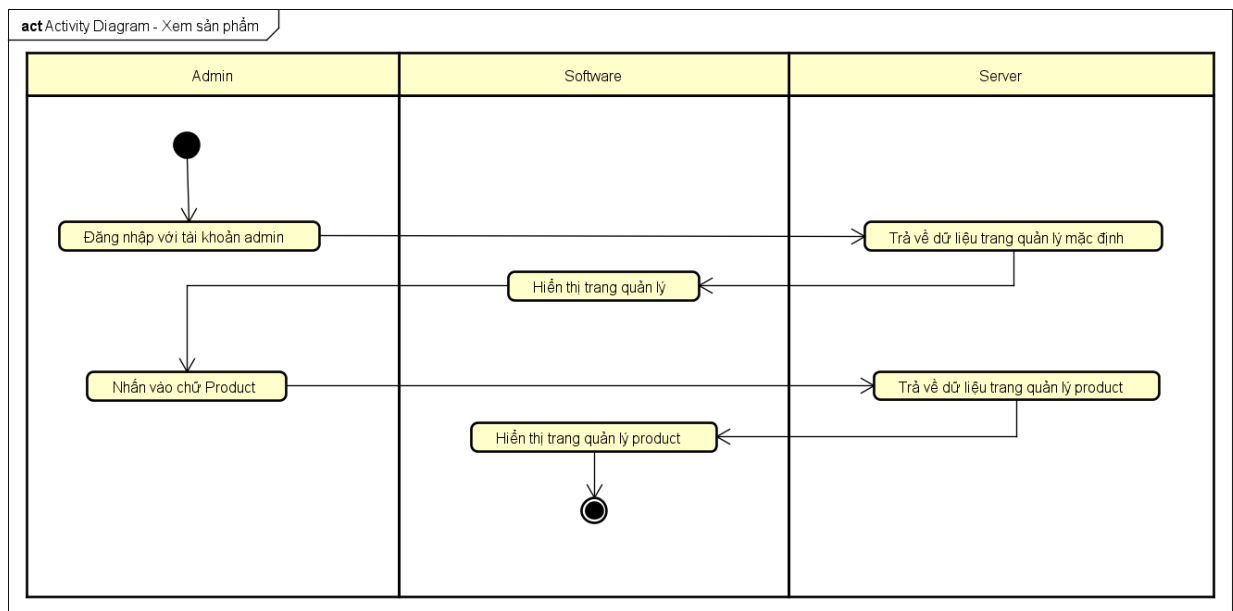 act Activity Diagram - Xem sản phẩm
Admin
Software
Server
Đăng nhập với tài khoản admin
Trả về dữ liệu trang quản lý mặc định
Hiển thị trang quản lý
Nhấn vào chữ Product
Trả về dữ liệu trang quản lý product
Hiển thị trang quản lý product